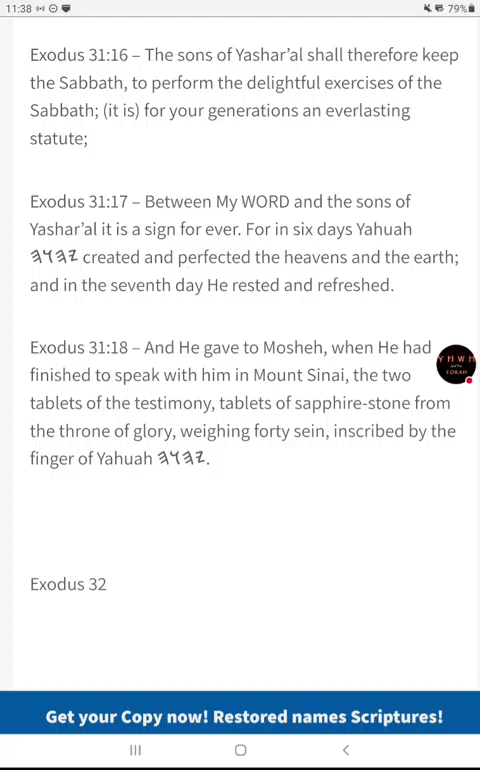 11:38
79%
Exodus 31:16 – The sons of Yashar’al shall therefore keep
the Sabbath, to perform the delightful exercises of the
Sabbath; (it is) for your generations an everlasting
statute;
Exodus 31:17 – Between My WORD and the sons of
Yashar’al it is a sign for ever. For in six days Yahuah
𐤉𐤄𐤅𐤄 created and perfected the heavens and the earth;
and in the seventh day He rested and refreshed.
Exodus 31:18 – And He gave to Mosheh, when He had
finished to speak with him in Mount Sinai, the two
tablets of the testimony, tablets of sapphire-stone from
the throne of glory, weighing forty sein, inscribed by the
finger of Yahuah 𐤉𐤄𐤅𐤄.
YHWH
TORAH
Exodus 32
Get your Copy now! Restored names Scriptures!